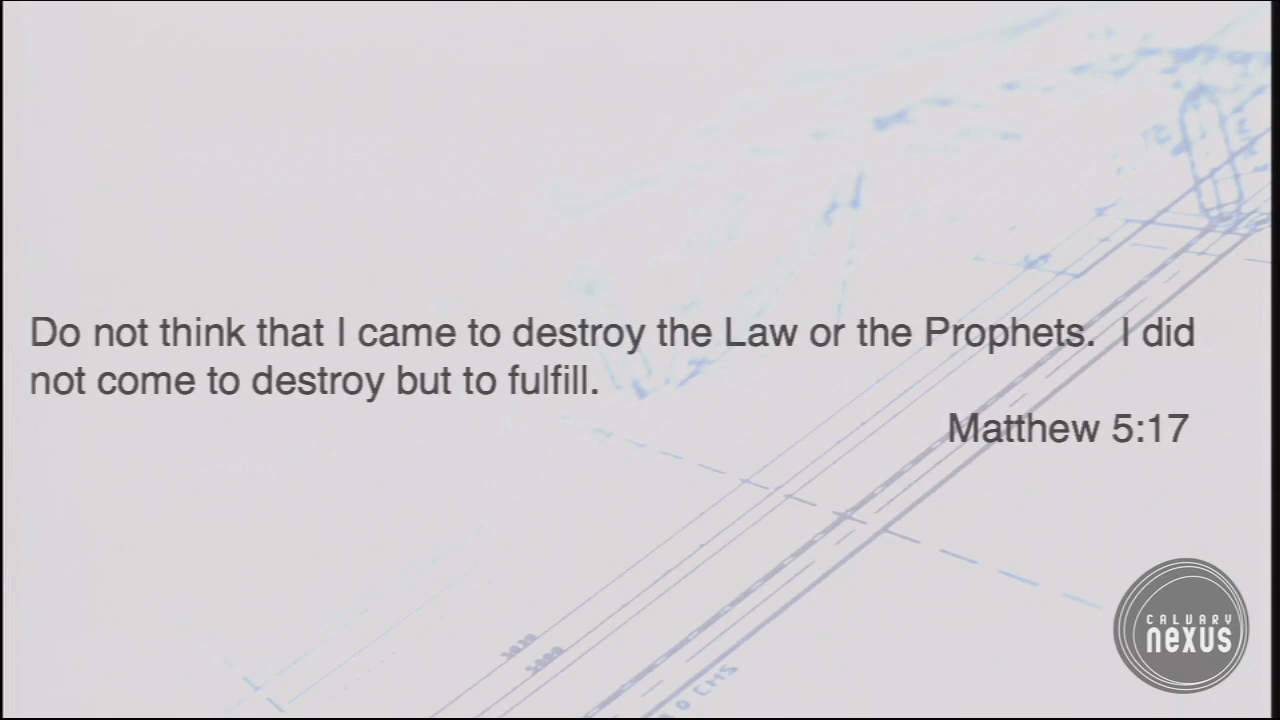 Do not think that I came to destroy the Law or the Prophets.  I did
not come to destroy but to fulfill.
Matthew 5:17
CALVARY
nexus
CMS